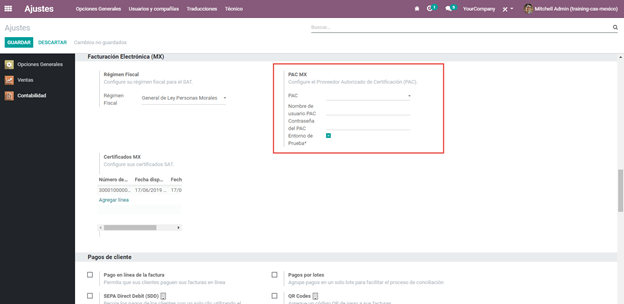 Ajustes
Opciones Generales Usuarios y compañías Traducciones Técnico
YourCompany
Mitchell Admin (training-cas-mexico)
Ajustes
Buscar...
GUARDAR DESCARTAR Cambios no guardados
Opciones Generales
Ventas
Contabilidad
Facturación Electrónica (MX)
Régimen Fiscal
Configure su régimen fiscal para el SAT.
Régimen Fiscal
General de Ley Personas Morales
PAC MX
Configure el Proveedor Autorizado de Certificación (PAC).
PAC
Nombre de
usuario PAC
Contraseña
del PAC
Entorno de
Prueba*
Certificados MX
Configure sus certificados SAT.
Número de... Fecha disp... Fech
3000100000... 17/06/2019 ... 17/0
Agregar línea
Pagos de cliente
Pago en línea de la factura
Permita que sus clientes paguen sus facturas en línea
Pagos por lotes
Agrupe pagos en un solo lote para facilitar el proceso de conciliación
SEPA Direct Debit (SDD)
QR Codes